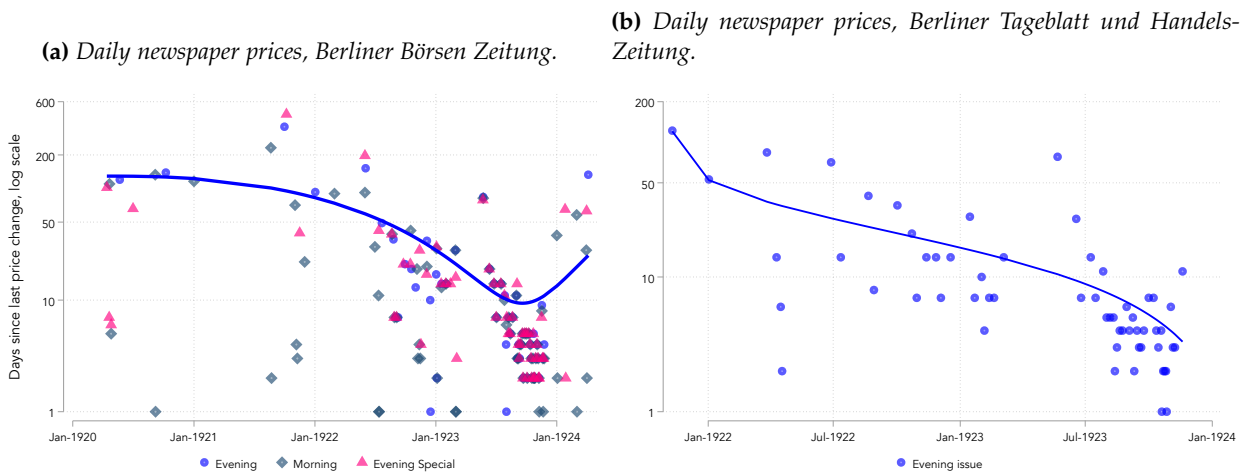 (a) Daily newspaper prices, Berliner Börsen Zeitung.
(b) Daily newspaper prices, Berliner Tageblatt und Handels-
Zeitung.
Days since last price change, log scale
600
200
50
10
1
Jan-1920
Jan-1921
Jan-1922
Jan-1923
Jan-1924
Evening
Morning
Evening Special
200
50
10
1
Jan-1922
Jul-1922
Jan-1923
Jul-1923
Jan-1924
Evening issue